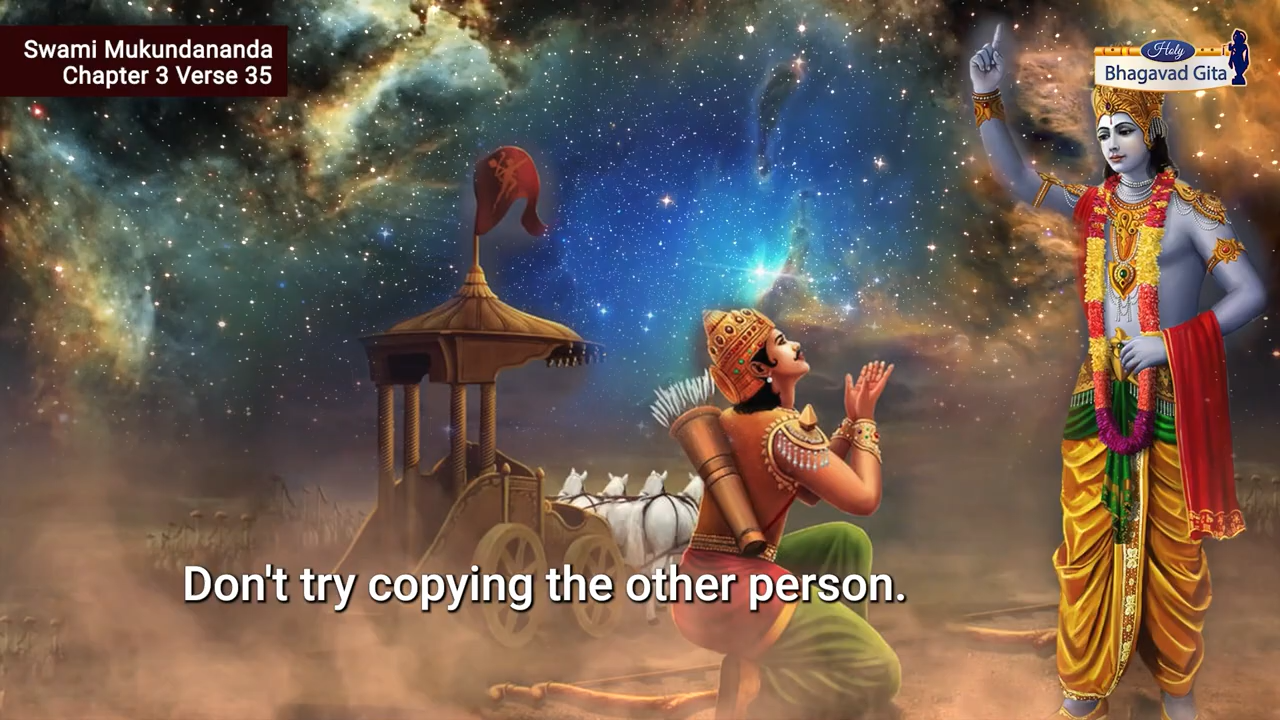 Swami Mukundananda
Chapter 3 Verse 35
Holy
Bhagavad Gita
Don't try copying the other person.